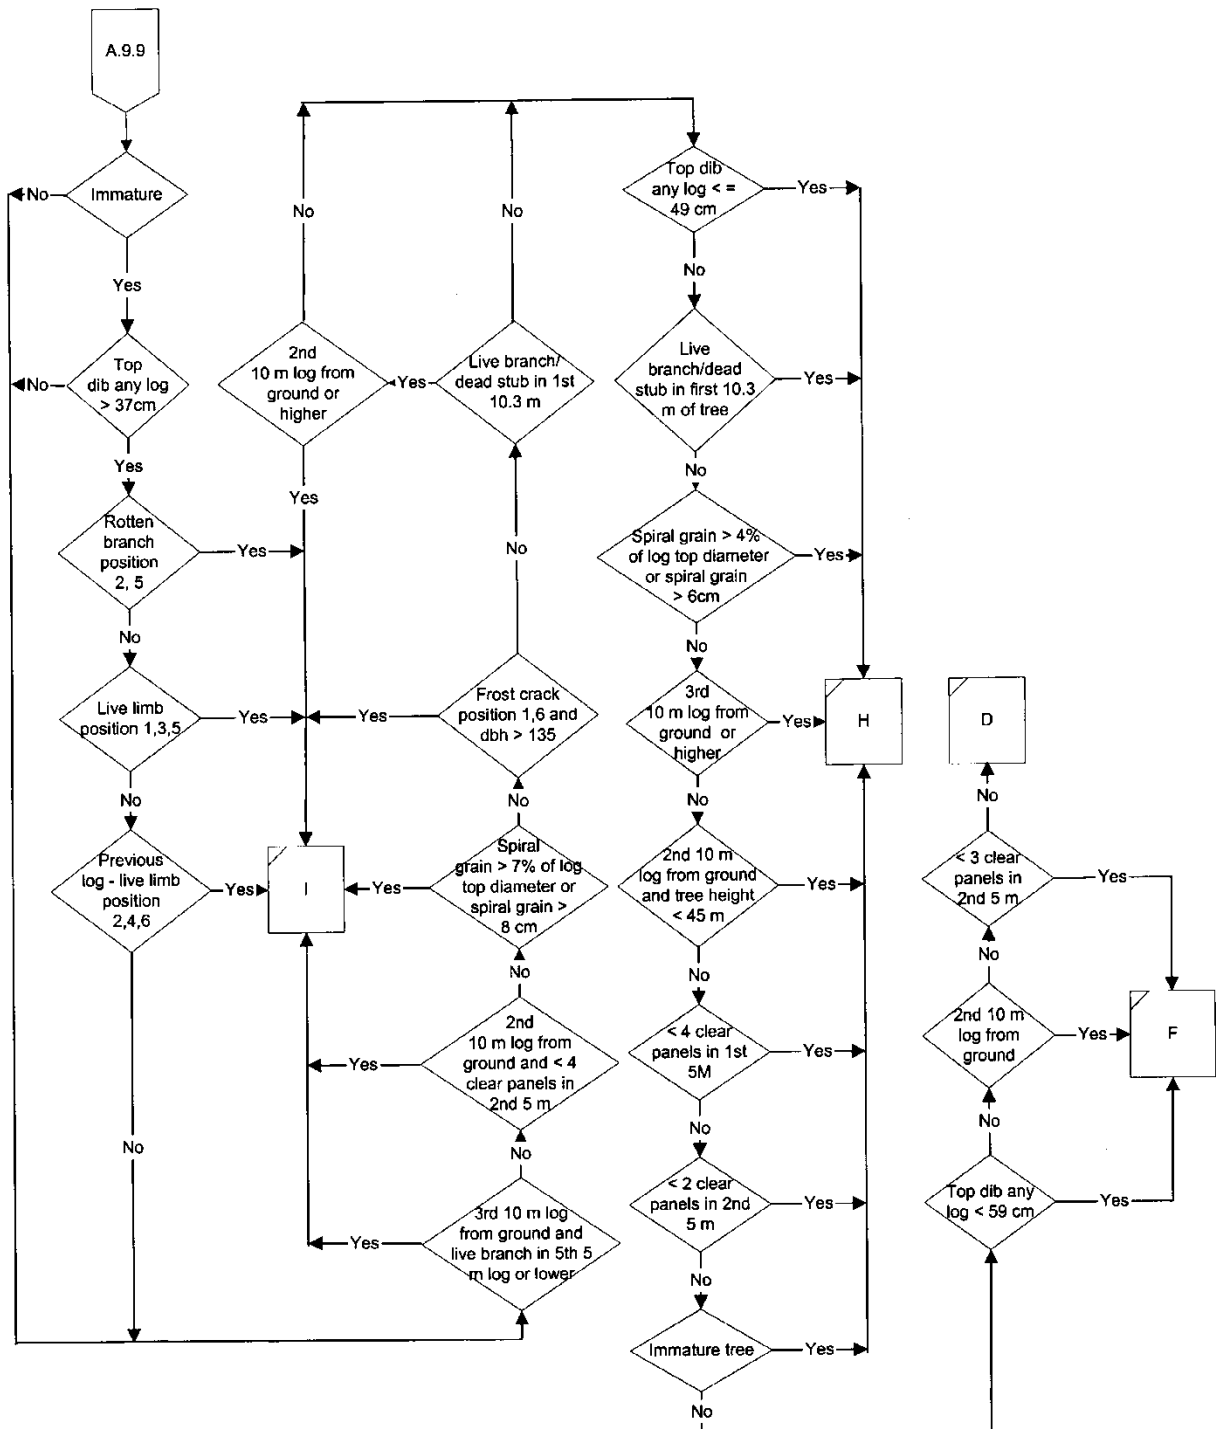 A.9.9
Immature
No
Yes
Top
dib any log
> 37cm
No
Yes
Rotten
branch
position
2, 5
Yes
No
Live limb
position 1,3,5
Yes
No
Previous
log - live limb
position
2,4,6
Yes
No
No
2nd
10 m log from
ground or
higher
Yes
I
No
Live branch/
dead stub in 1st
10.3 m
Yes
No
Frost crack
position 1,6 and
dbh > 135
Yes
No
Spiral
grain > 7% of log
top diameter or
spiral grain >
8 cm
Yes
No
2nd
10 m log from
ground and < 4
clear panels in
2nd 5 m
Yes
No
3rd 10 m log
from ground and
live branch in 5th 5
m log or lower
Yes
Top dib
any log < =
49 cm
Yes
No
Live
branch/dead
stub in first 10.3
m of tree
Yes
No
Spiral grain > 4%
of log top diameter
or spiral grain
> 6cm
Yes
No
3rd
10 m log from
ground or
higher
Yes
H
No
2nd 10 m
log from ground
and tree height
< 45 m
Yes
No
< 4 clear
panels in 1st
5M
Yes
No
< 2 clear
panels in 2nd
5 m
Yes
No
Immature tree
Yes
No
D
No
< 3 clear
panels in
2nd 5 m
Yes
No
2nd 10 m
log from
ground
Yes
F
No
Top dib any
log < 59 cm
Yes